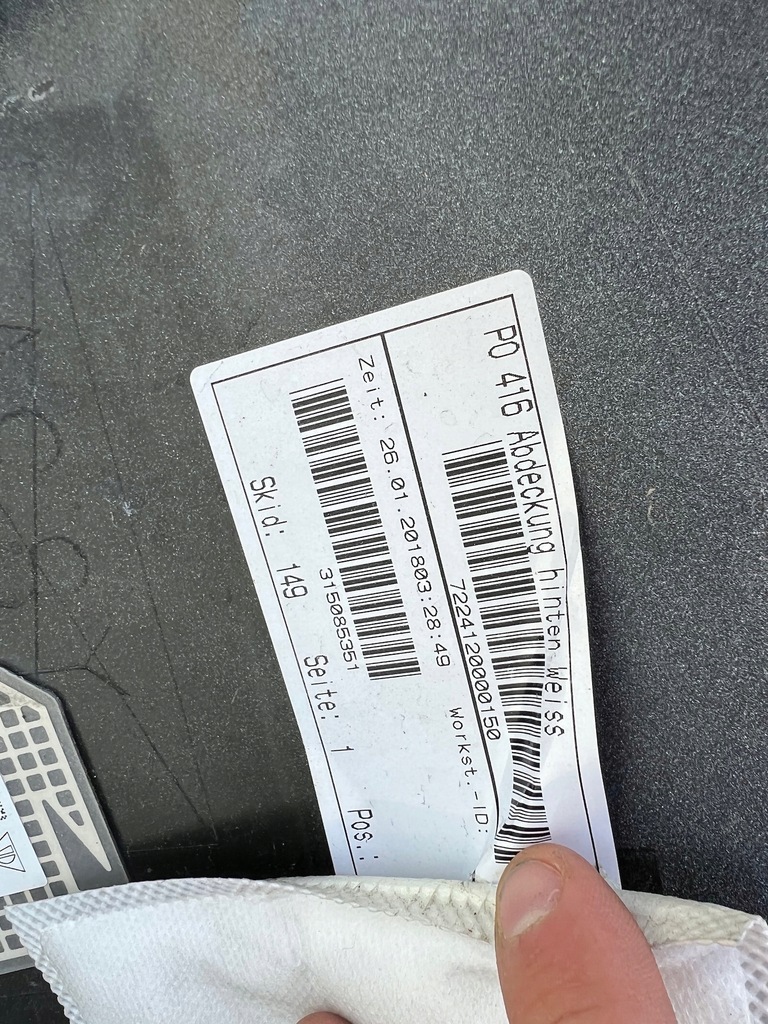 PO 416 Abdeckung hinten Weiss
7224120000150
Workst.-ID:
Zeit: 26.01.201803:28:49
315085351
Skid: 149 Seite: 1 Pos.: